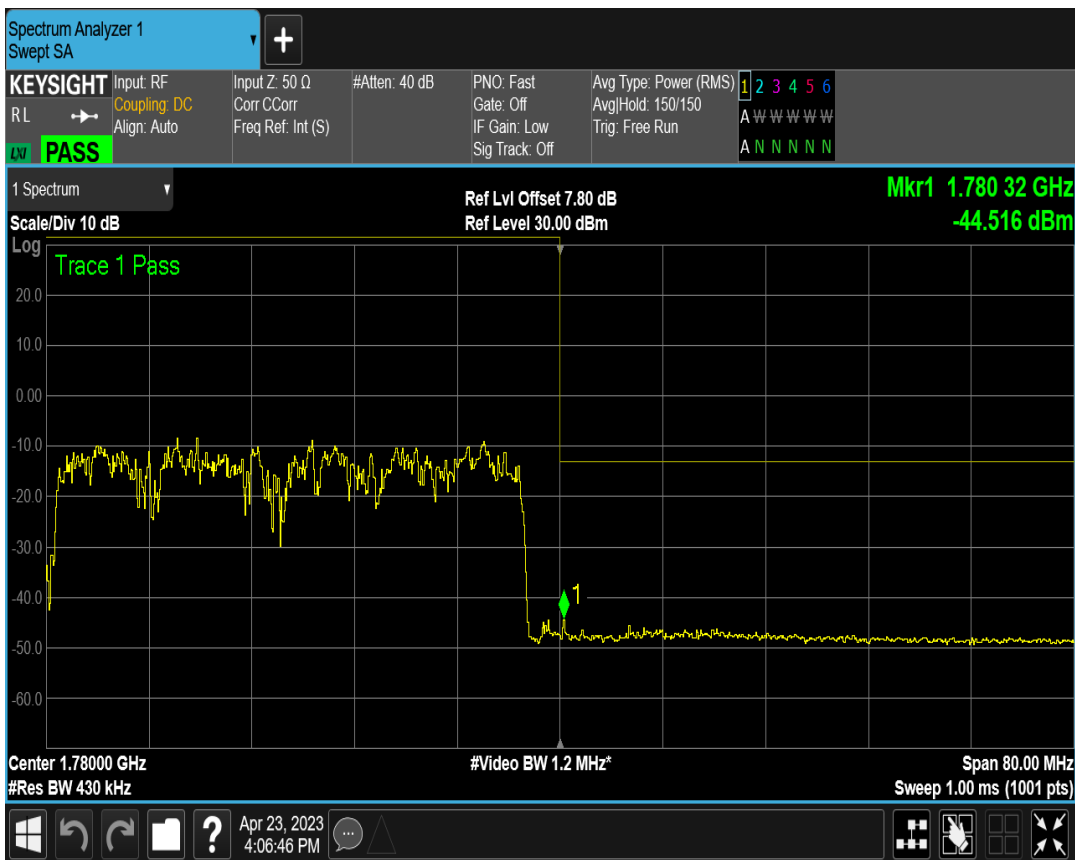 Spectrum Analyzer 1
Swept SA
+
KEYSIGHT
R L
LXI
PASS
Input: RF
Coupling: DC
Align: Auto
Input Z: 50 Ω
Corr CCorr
Freq Ref: Int (S)
#Atten: 40 dB
PNO: Fast
Gate: Off
IF Gain: Low
Sig Track: Off
Avg Type: Power (RMS)
Avg|Hold: 150/150
Trig: Free Run
1 2 3 4 5 6
A W W W W W
A N N N N N
1 Spectrum
Scale/Div 10 dB
Ref Lvl Offset 7.80 dB
Ref Level 30.00 dBm
Mkr1 1.780 32 GHz
-44.516 dBm
Log
Trace 1 Pass
20.0
10.0
0.00
-10.0
-20.0
-30.0
-40.0
-50.0
-60.0
1
Center 1.78000 GHz
#Res BW 430 kHz
#Video BW 1.2 MHz*
Span 80.00 MHz
Sweep 1.00 ms (1001 pts)
?
Apr 23, 2023
4:06:46 PM